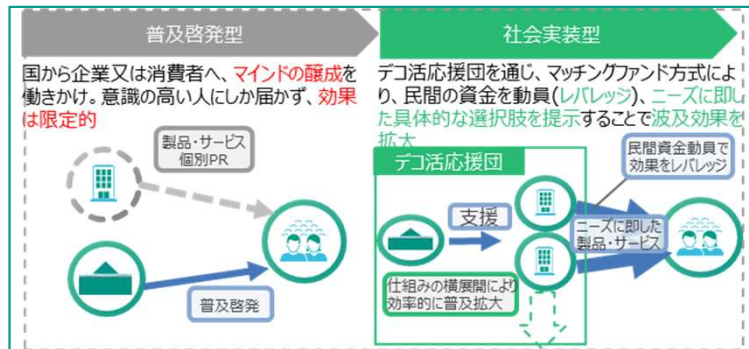 普及啓発型
国から企業又は消費者へ、マインドの醸成を
働きかけ。意識の高い人にしか届かず、効果
は限定的
製品・サービス
個別PR
普及啓発
社会実装型
デコ活応援団を通じ、マッチングファンド方式によ
り、民間の資金を動員(レバレッジ)、ニーズに即し
た具体的な選択肢を提示することで波及効果を
拡大
デコ活応援団
民間資金動員で
効果をレバレッジ
支援
ニーズに即した
製品・サービス
仕組みの横展開により
効率的に普及拡大